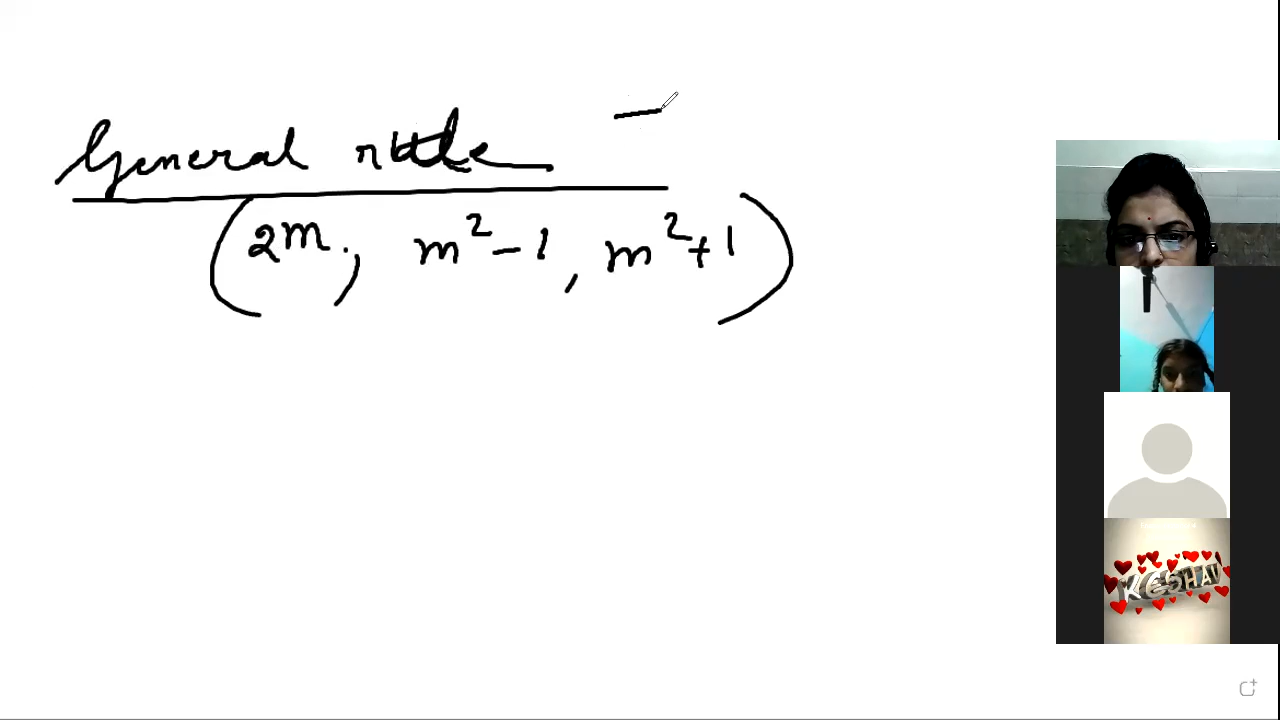 General rule
(2m, m²-1, m²+1)
KESHAV